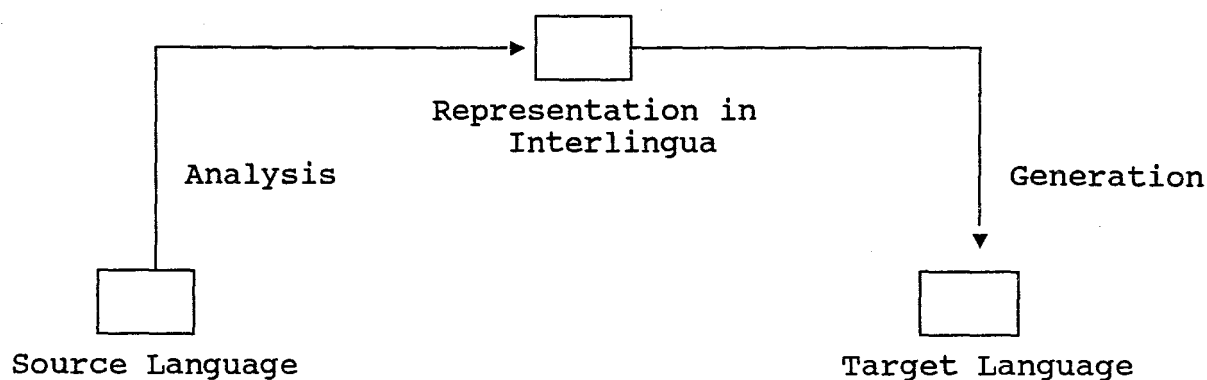 Representation in
Interlingua
Analysis
Generation
Source Language
Target Language